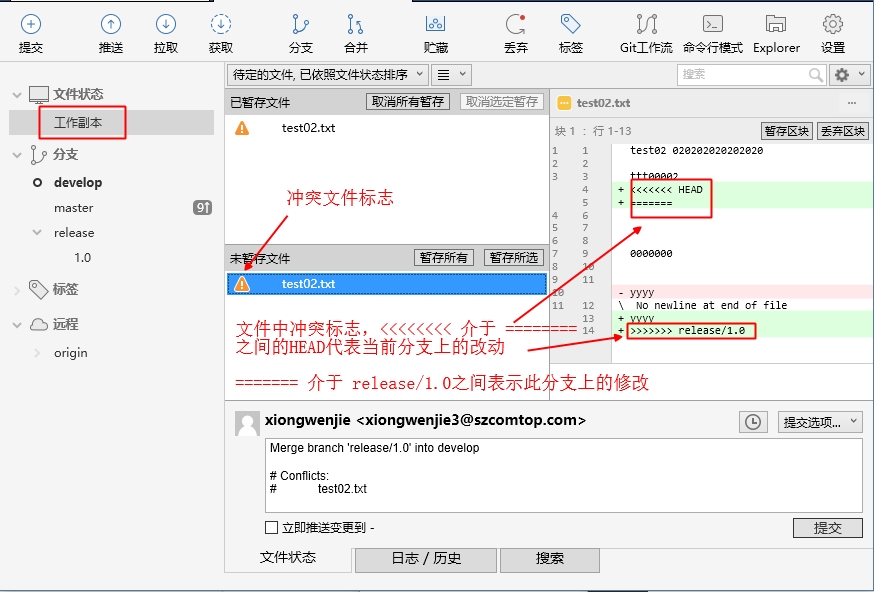 提交 推送 拉取 获取 分支 合并 贮藏 丢弃 标签 Git工作流 命令行模式 Explorer 设置
文件状态
工作副本
分支
develop
master 9↑
release
1.0
标签
远程
origin
待定的文件, 已依照文件状态排序
搜索
已暂存文件 取消所有暂存 取消选定暂存
test02.txt
冲突文件标志
未暂存文件 暂存所有 暂存所选
test02.txt
文件中冲突标志，<<<<<<<< 介于 ========
之间的HEAD代表当前分支上的改动
======= 介于 release/1.0之间表示此分支上的修改
test02.txt ...
块 1 : 行 1-13 暂存区块 丢弃区块
1 1 test02 020202020202020
2 2
3 3 ttt00002
4 + <<<<<<< HEAD
5 + =======
4 6
5 7
6 8
7 9 0000000
8 10
9 11
10 - yyyy
11 12 \ No newline at end of file
13 + yyyy
14 + >>>>>>> release/1.0
xiongwenjie <xiongwenjie3@szcomtop.com> 提交选项...
Merge branch 'release/1.0' into develop
# Conflicts:
# test02.txt
立即推送变更到 -
提交
文件状态 日志 / 历史 搜索